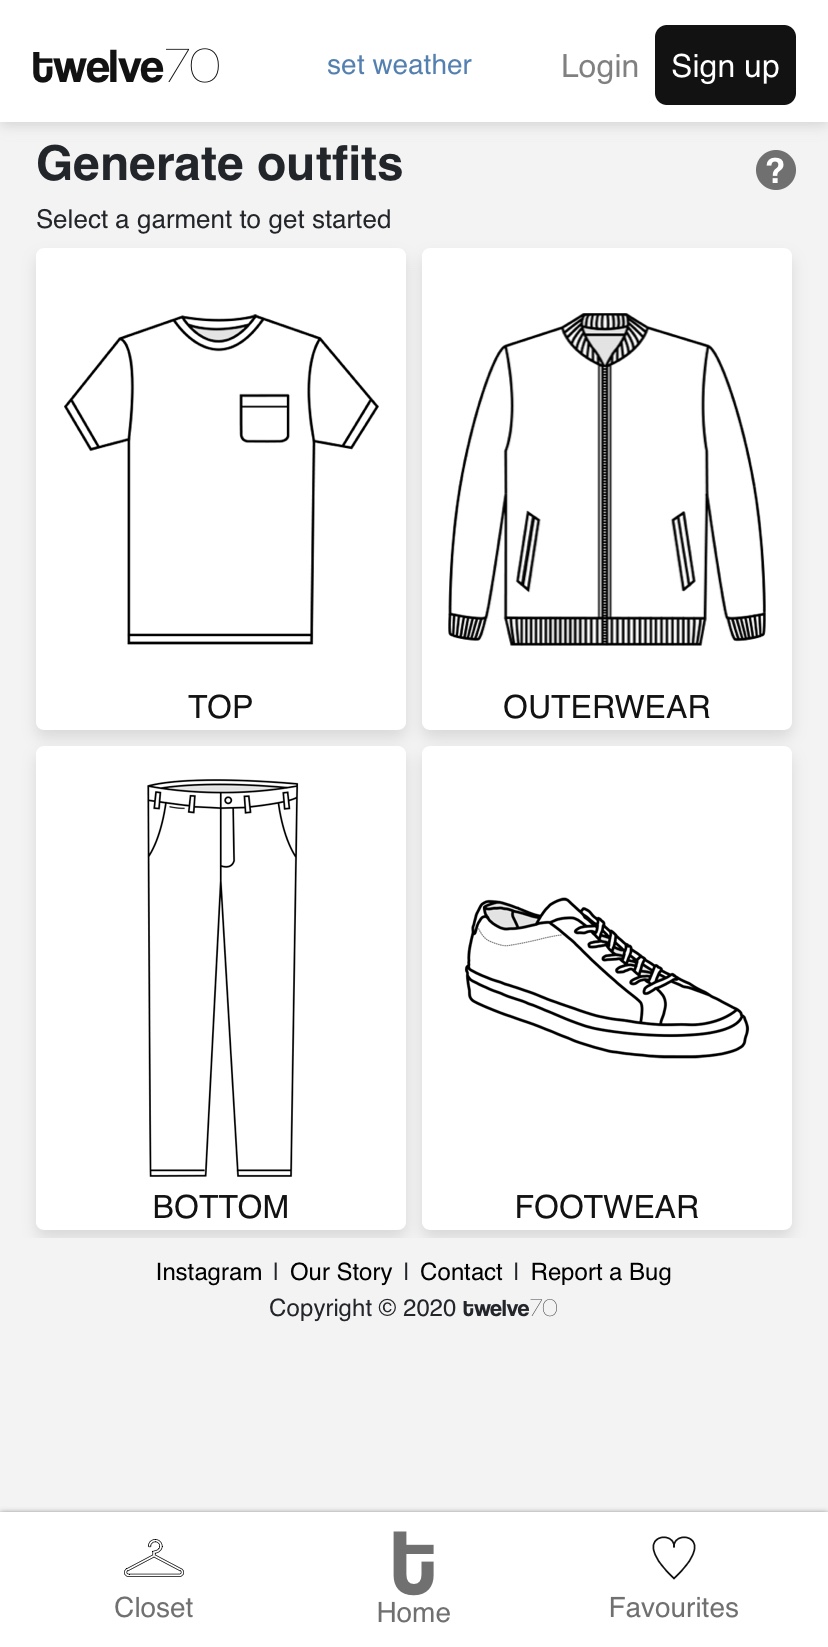 twelve70 set weather Login Sign up
Generate outfits
?
Select a garment to get started
TOP
OUTERWEAR
BOTTOM
FOOTWEAR
Instagram | Our Story | Contact | Report a Bug
Copyright © 2020 twelve70
Closet
t
Home
Favourites